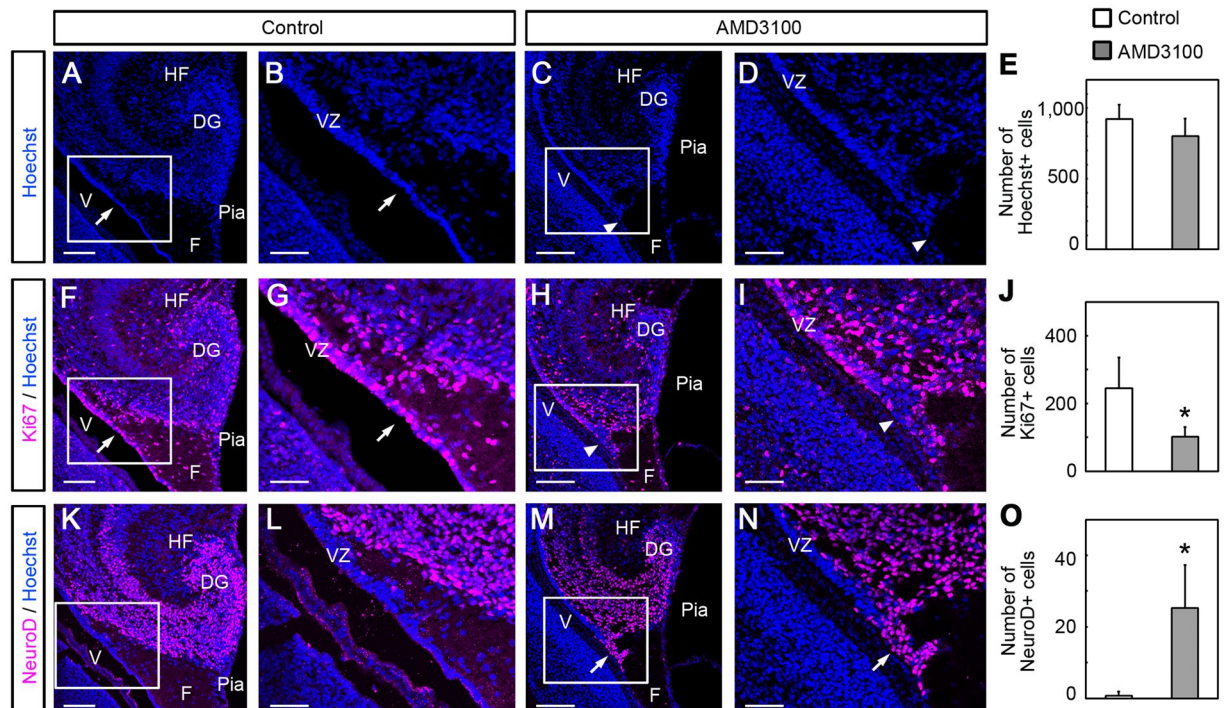 Control
AMD3100
Control
AMD3100
Hoechst
A
HF
DG
V
Pia
F
B
VZ
C
HF
DG
V
Pia
F
D
VZ
E
Number of
Hoechst+ cells
1,000
500
0
Ki67 / Hoechst
F
HF
DG
V
Pia
F
G
VZ
H
HF
DG
V
Pia
F
I
VZ
J
Number of
Ki67+ cells
400
200
0
*
NeuroD / Hoechst
K
HF
DG
V
Pia
F
L
VZ
M
HF
DG
V
Pia
F
N
VZ
O
Number of
NeuroD+ cells
40
20
0
*